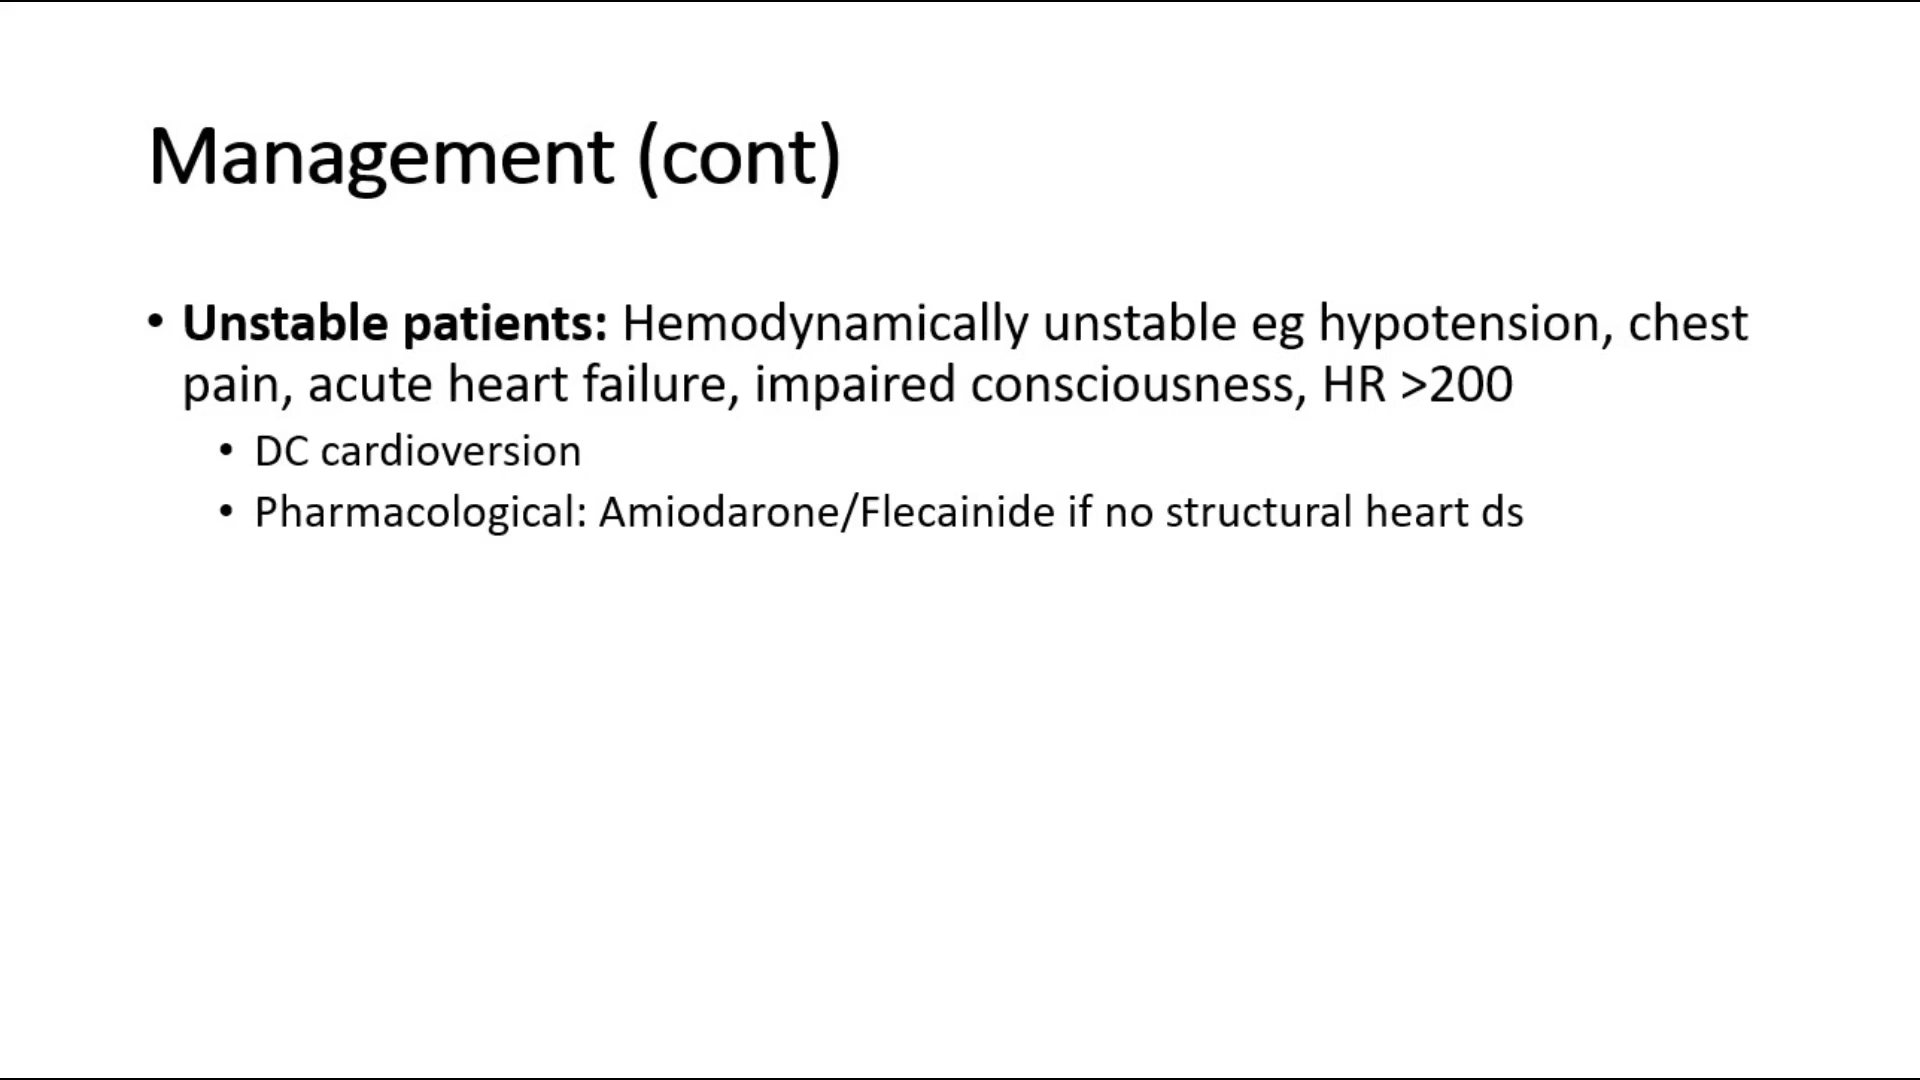 Management (cont)
• Unstable patients: Hemodynamically unstable eg hypotension, chest
pain, acute heart failure, impaired consciousness, HR >200
• DC cardioversion
• Pharmacological: Amiodarone/Flecainide if no structural heart ds